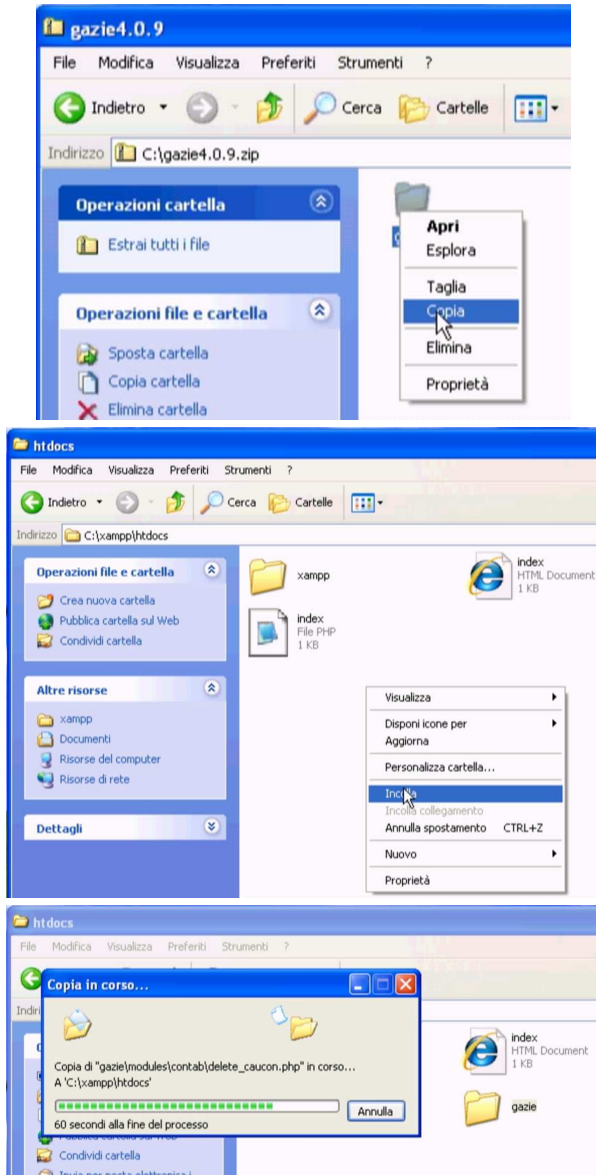 gazie4.0.9
File Modifica Visualizza Preferiti Strumenti ?
Indietro Cerca Cartelle
Indirizzo C:\gazie4.0.9.zip
Operazioni cartella
Estrai tutti i file
Operazioni file e cartella
Sposta cartella
Copia cartella
Elimina cartella
Apri
Esplora
Taglia
Copia
Elimina
Proprietà
htdocs
File Modifica Visualizza Preferiti Strumenti ?
Indietro Cerca Cartelle
Indirizzo C:\xampp\htdocs
Operazioni file e cartella
Crea nuova cartella
Pubblica cartella sul Web
Condividi cartella
Altre risorse
xampp
Documenti
Risorse del computer
Risorse di rete
Dettagli
xampp
index
File PHP
1 KB
index
HTML Document
1 KB
Visualizza
Disponi icone per
Aggiorna
Personalizza cartella...
Incolla
Incolla collegamento
Annulla spostamento CTRL+Z
Nuovo
Proprietà
htdocs
File Modifica Visualizza Preferiti Strumenti ?
Copia in corso...
Copia di "gazie\modules\contab\delete_caucon.php" in corso...
A 'C:\xampp\htdocs'
60 secondi alla fine del processo
Annulla
index
HTML Document
1 KB
gazie
Condividi cartella